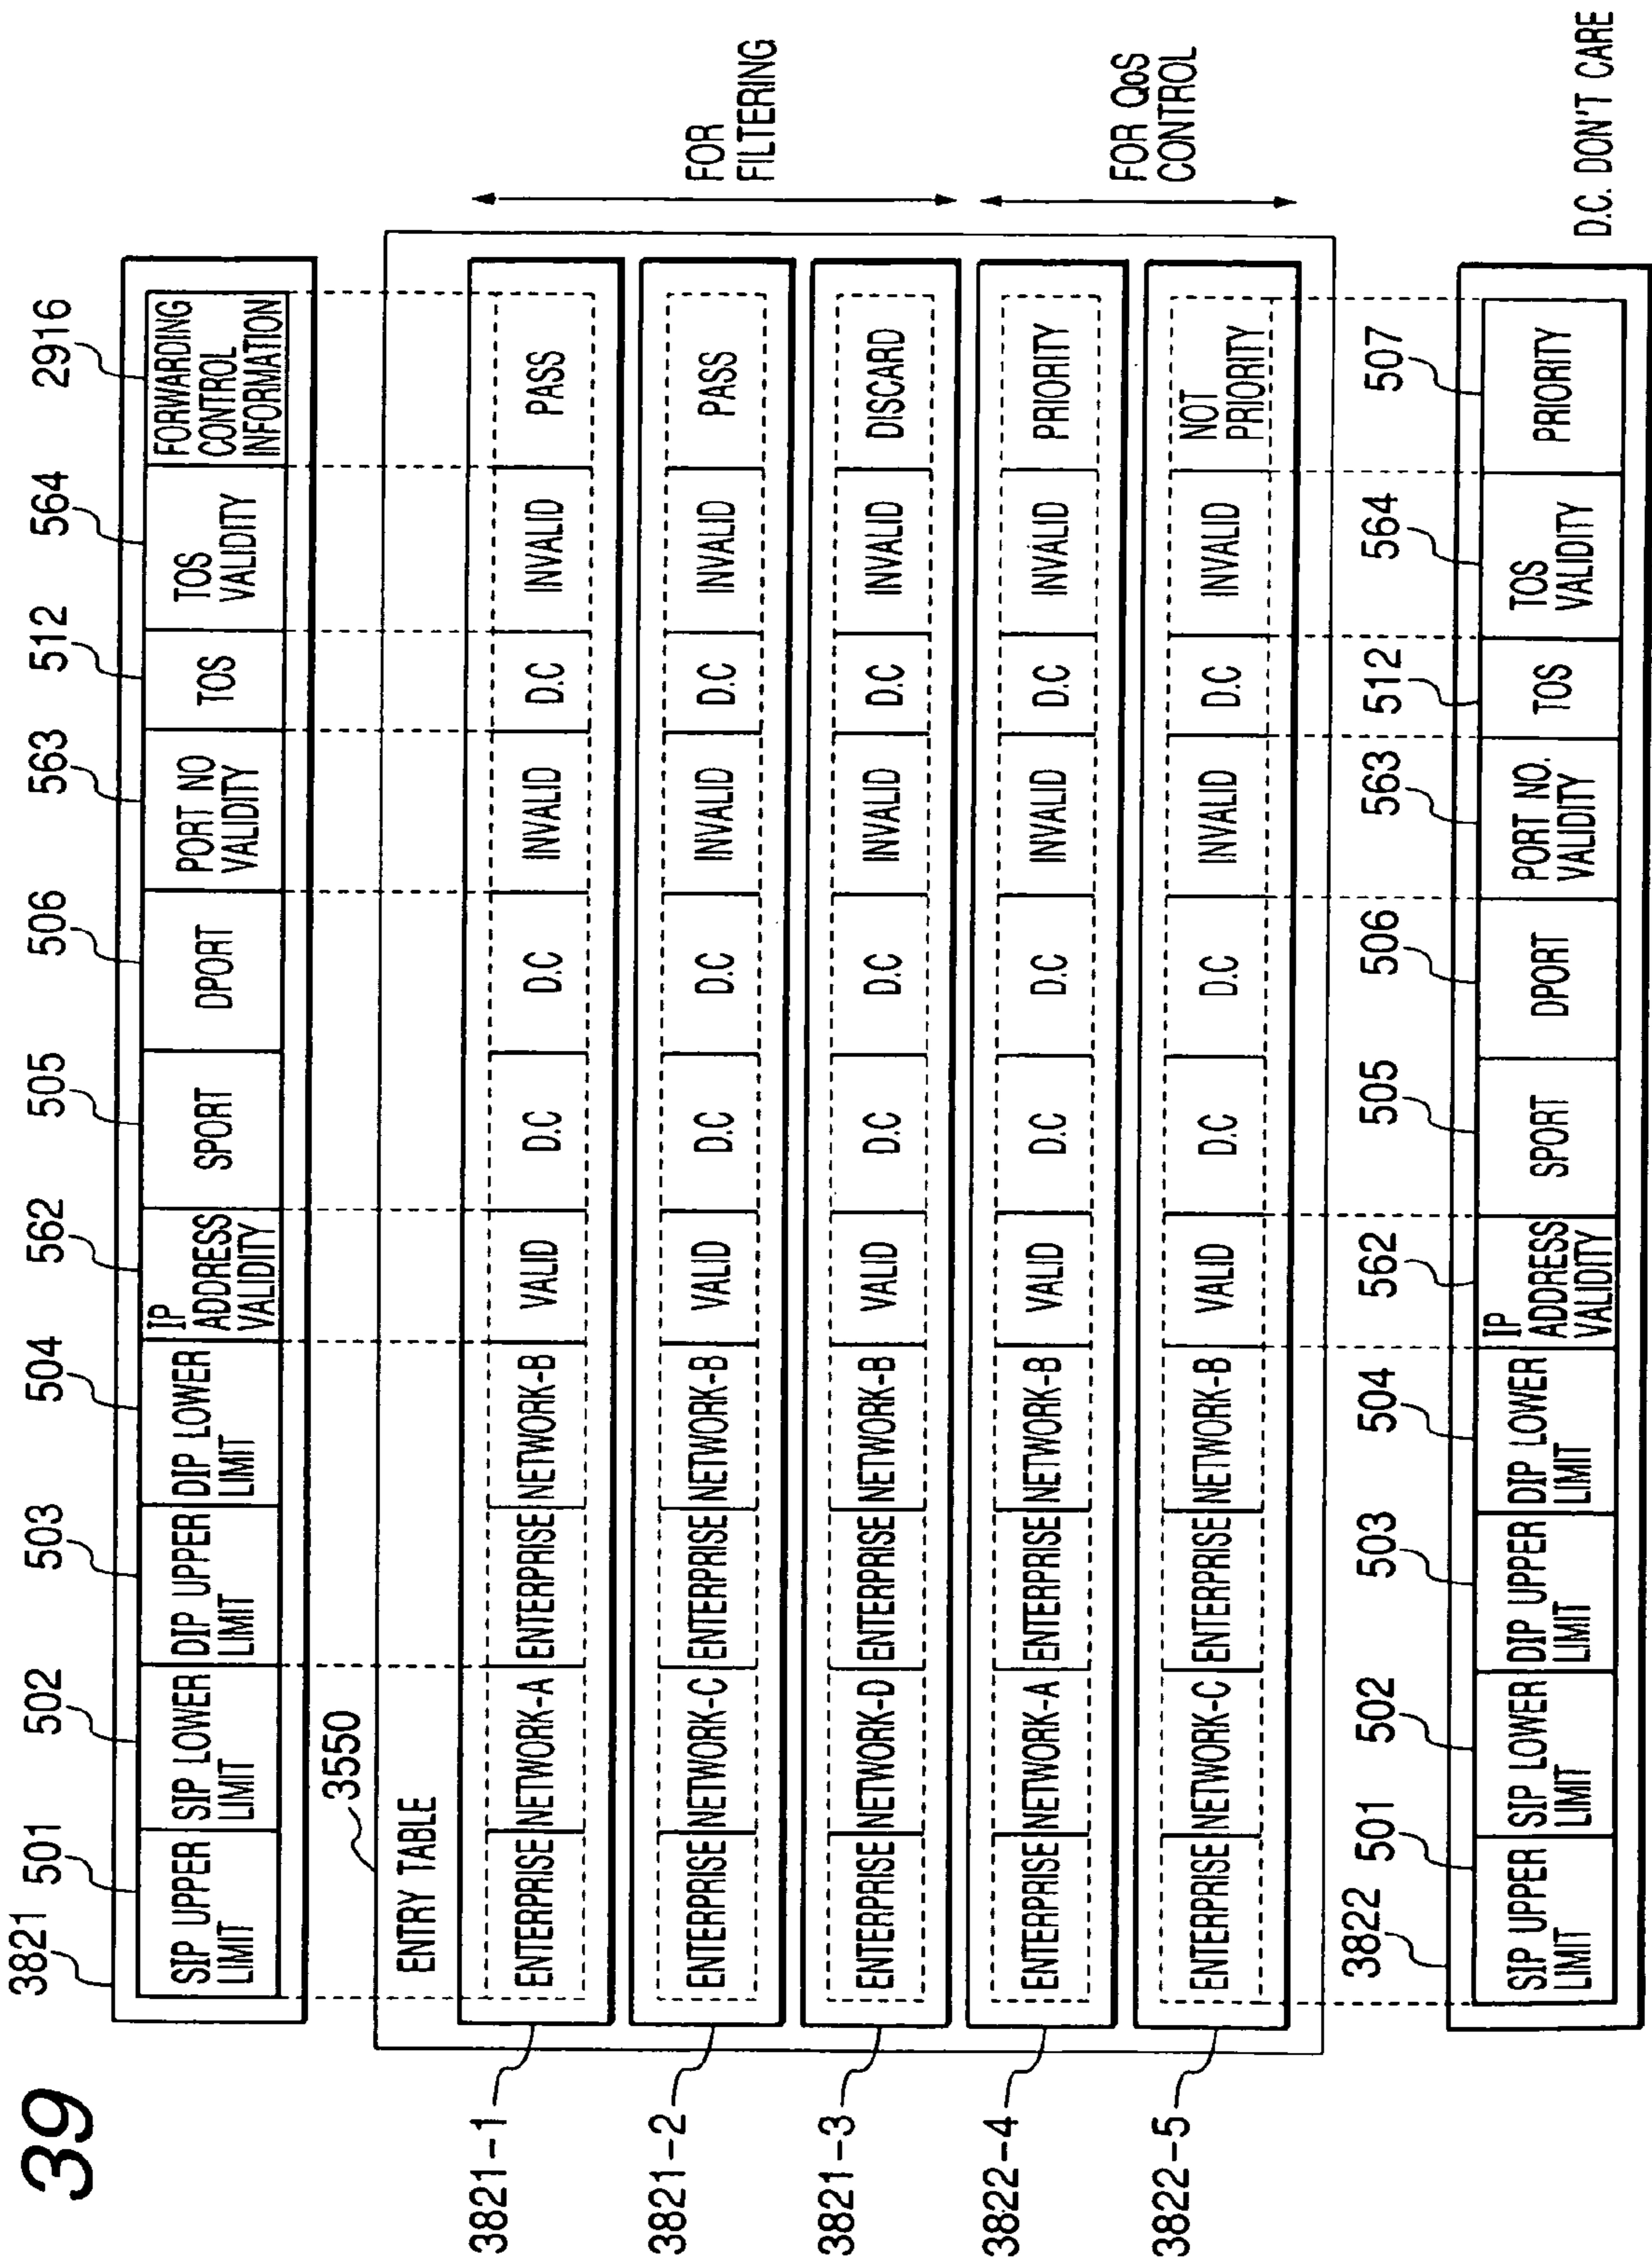 39
3821 501 502 503 504 562 505 506 563 512 564 2916
SIP UPPER LIMIT SIP LOWER LIMIT DIP UPPER LIMIT DIP LOWER LIMIT IP ADDRESS VALIDITY SPORT DPORT PORT NO VALIDITY TOS TOS VALIDITY FORWARDING CONTROL INFORMATION
3550
ENTRY TABLE
3821-1 ENTERPRISE NETWORK-A ENTERPRISE NETWORK-B VALID D.C D.C INVALID D.C INVALID PASS
3821-2 ENTERPRISE NETWORK-C ENTERPRISE NETWORK-B VALID D.C D.C INVALID D.C INVALID PASS
3821-3 ENTERPRISE NETWORK-D ENTERPRISE NETWORK-B VALID D.C D.C INVALID D.C INVALID DISCARD
FOR FILTERING
3822-4 ENTERPRISE NETWORK-A ENTERPRISE NETWORK-B VALID D.C D.C INVALID D.C INVALID PRIORITY
3822-5 ENTERPRISE NETWORK-C ENTERPRISE NETWORK-B VALID D.C D.C INVALID D.C INVALID NOT PRIORITY
FOR QoS CONTROL
3822 501 502 503 504 562 505 506 563 512 564 507
SIP UPPER LIMIT SIP LOWER LIMIT DIP UPPER LIMIT DIP LOWER LIMIT IP ADDRESS VALIDITY SPORT DPORT PORT NO. VALIDITY TOS TOS VALIDITY PRIORITY
D.C. DON'T CARE